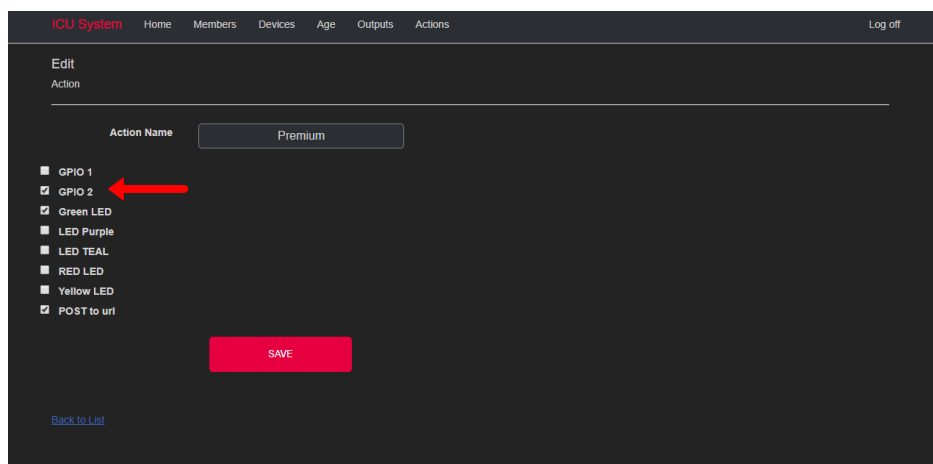 ICU System Home Members Devices Age Outputs Actions Log off
Edit
Action
Action Name Premium
GPIO 1
GPIO 2
Green LED
LED Purple
LED TEAL
RED LED
Yellow LED
POST to url
SAVE
Back to List